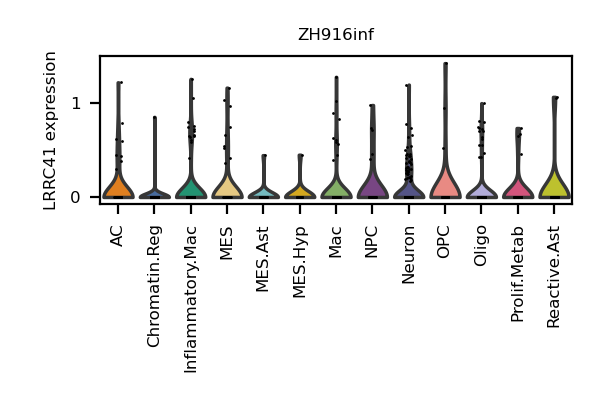 ZH916inf
LRRC41 expression
1
0
AC
Chromatin.Reg
Inflammatory.Mac
MES
MES.Ast
MES.Hyp
Mac
NPC
Neuron
OPC
Oligo
Prolif.Metab
Reactive.Ast